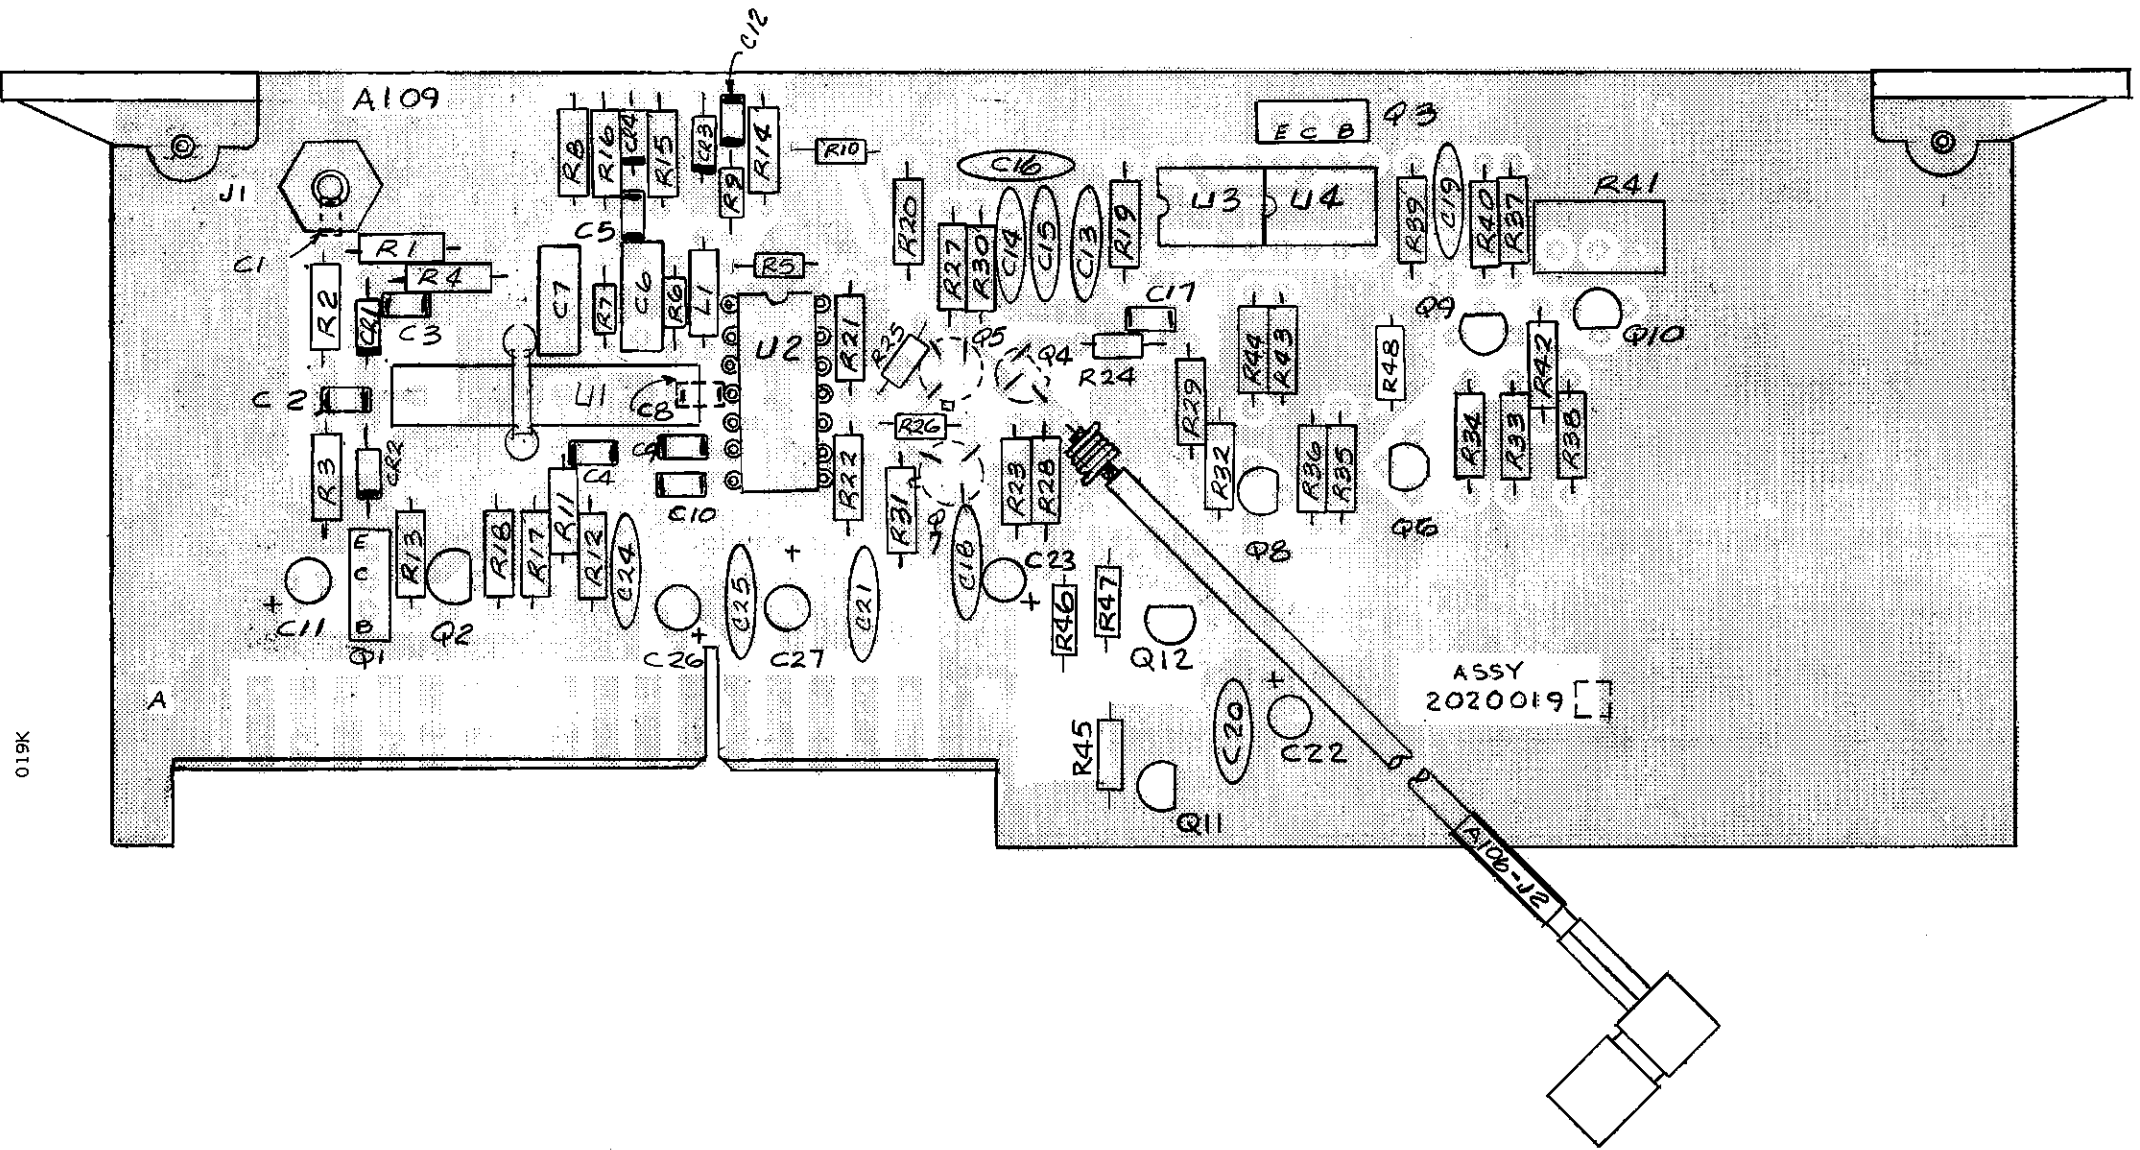 C12
A109
Q3
E C B
R8
R16
CR4
R15
CR3
R14
R10
R9
C16
J1
R20
C14
C15
C13
R19
U3
U4
R39
C19
R40
R37
R41
C5
R27
R30
C1
R1
R4
R5
R2
CR1
C3
C7
R7
C6
R6
L1
C17
Q9
Q10
U2
R21
R25
Q5
Q4
R24
R44
R43
R48
R42
C2
U1
C8
R29
R26
R34
R33
R38
R3
CR2
C4
C9
R11
C10
R22
R31
Q7
R23
R28
R32
R36
R35
Q8
Q6
E
C
B
R13
R18
R17
R12
C24
C25
+
C21
C18
C23
+
R46
R47
+
C11
Q1
Q2
C26
+
C27
Q12
ASSY
2020019
A
R45
C20
+
C22
Q11
019K
A106-J2